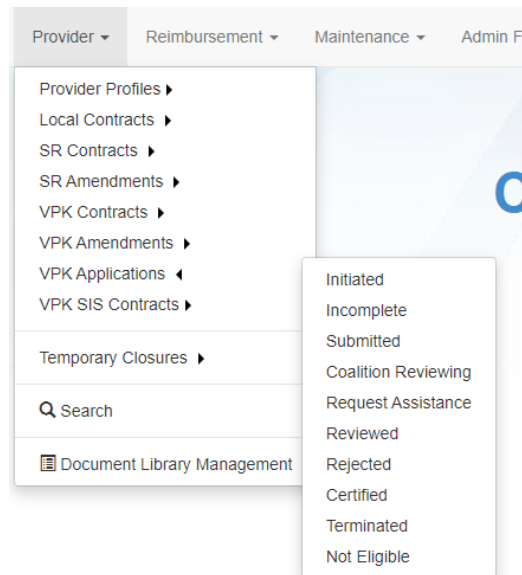 Provider Reimbursement Maintenance Admin F
Provider Profiles
Local Contracts
SR Contracts
SR Amendments
VPK Contracts
VPK Amendments
VPK Applications
VPK SIS Contracts
Temporary Closures
Search
Document Library Management
Initiated
Incomplete
Submitted
Coalition Reviewing
Request Assistance
Reviewed
Rejected
Certified
Terminated
Not Eligible